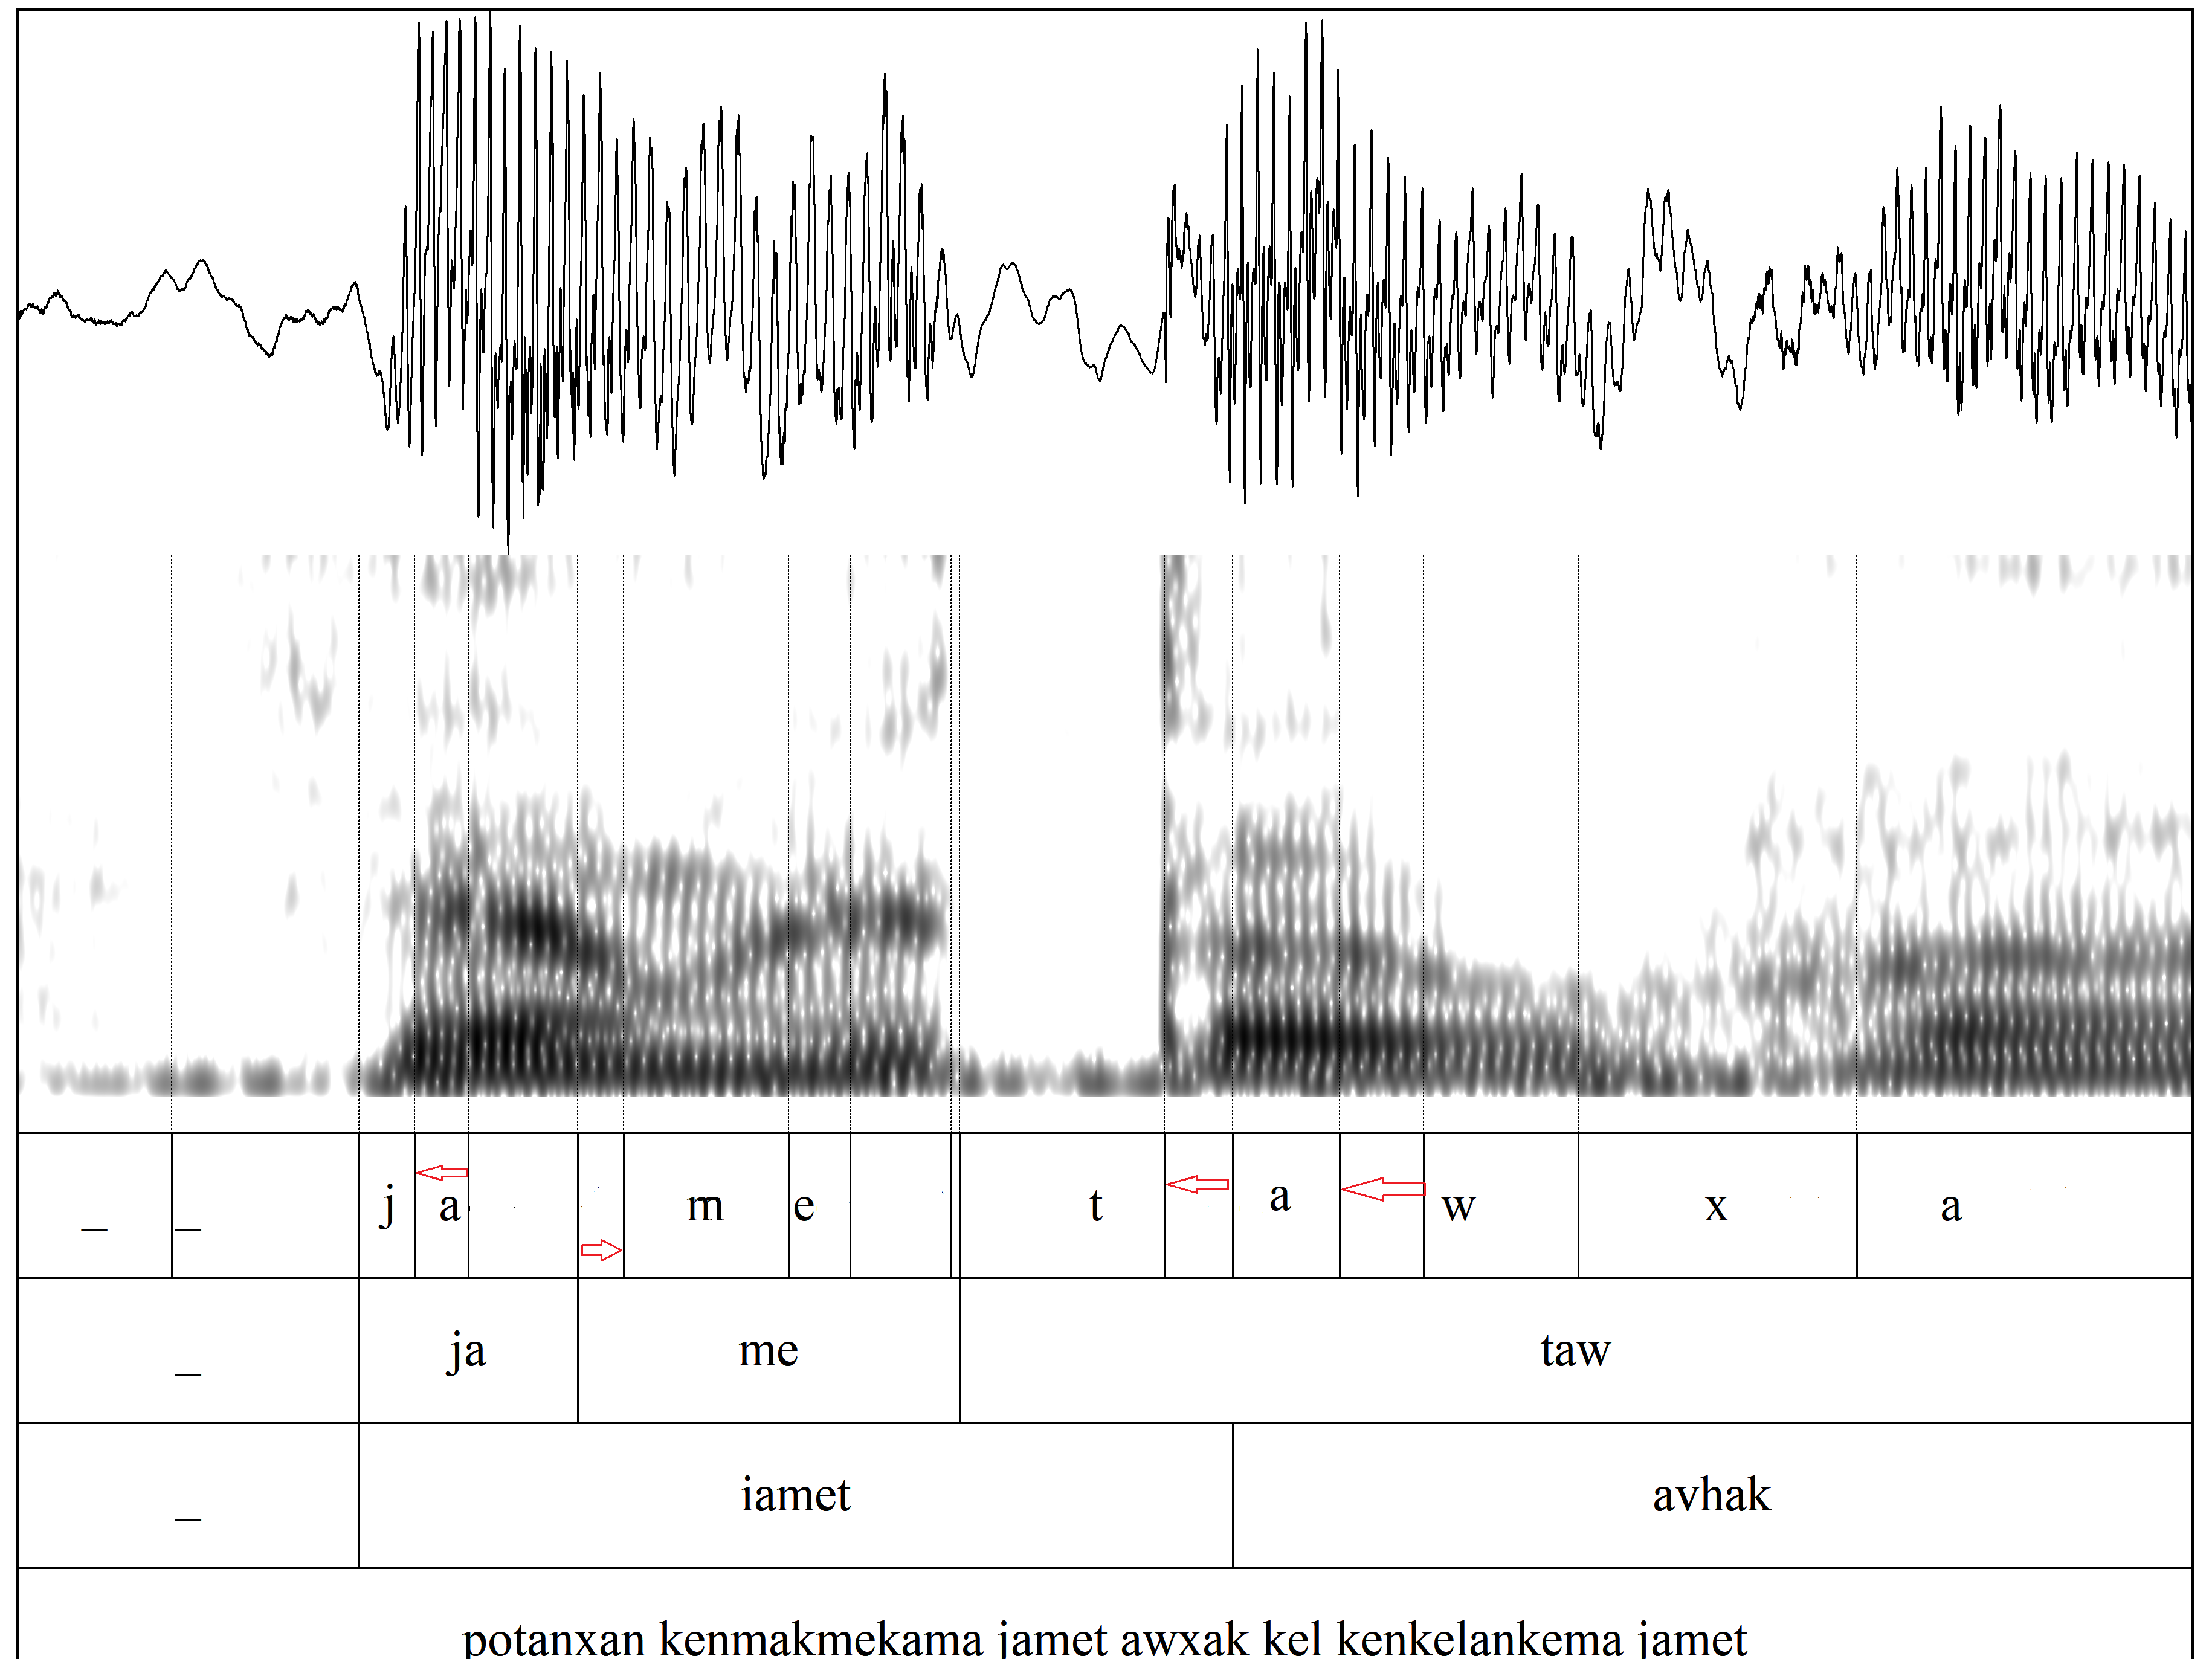 _ _ j a m e t a w x a
_ ja me taw
_ iamet avhak
potanxan kenmakmekama jamet awxak kel kenkelankema jamet